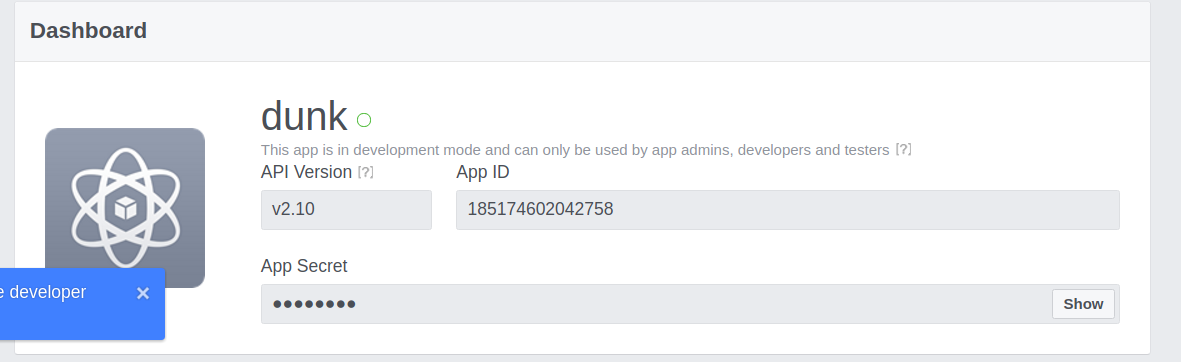 Dashboard
dunk
This app is in development mode and can only be used by app admins, developers and testers [?]
API Version [?]
App ID
v2.10
185174602042758
App Secret
●●●●●●●●
Show
developer ×